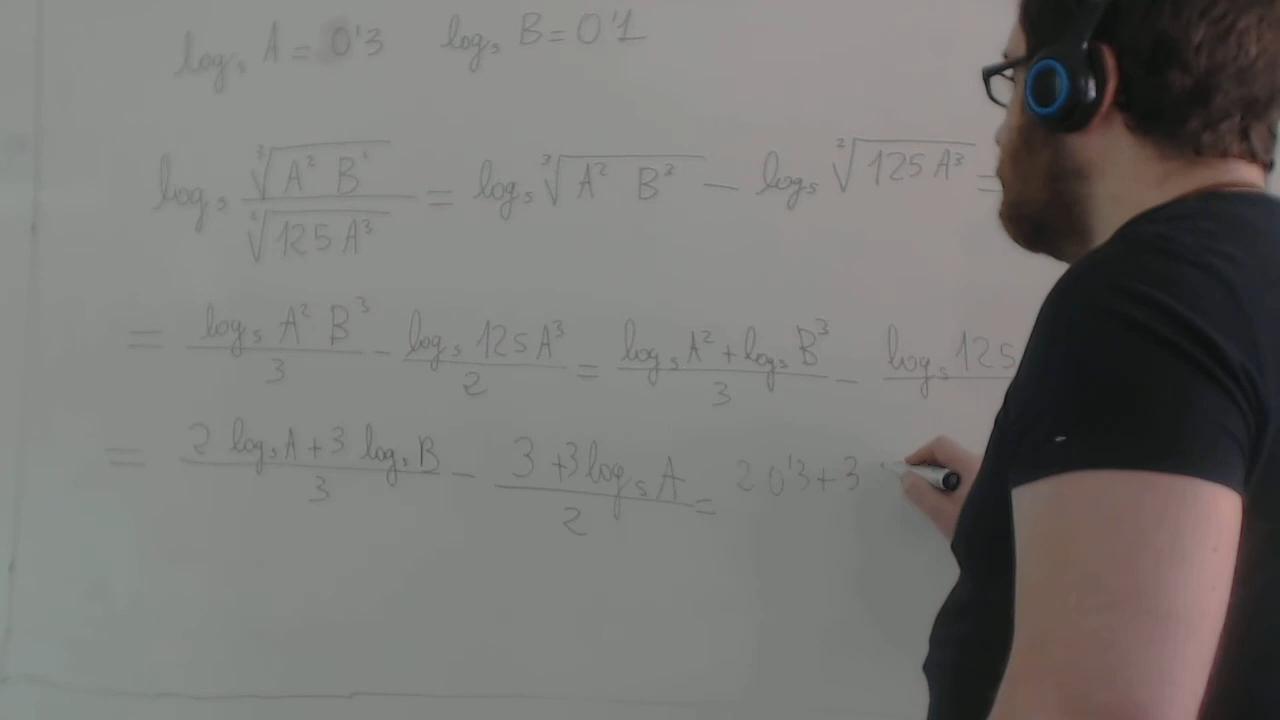 log₅ A = 0'3 log₅ B = 0'1
log₅ ∛(A² B) / √(125 A³) = log₅ ∛(A² B²) − log₅ ²√(125 A³) =
= (log₅ A² B³)/3 − (log₅ 125 A³)/2 = (log₅ A² + log₅ B³)/3 − log₅ 125
= (2 log₅ A + 3 log₅ B)/3 − (3 + 3 log₅ A)/2 = 2 0'3 + 3